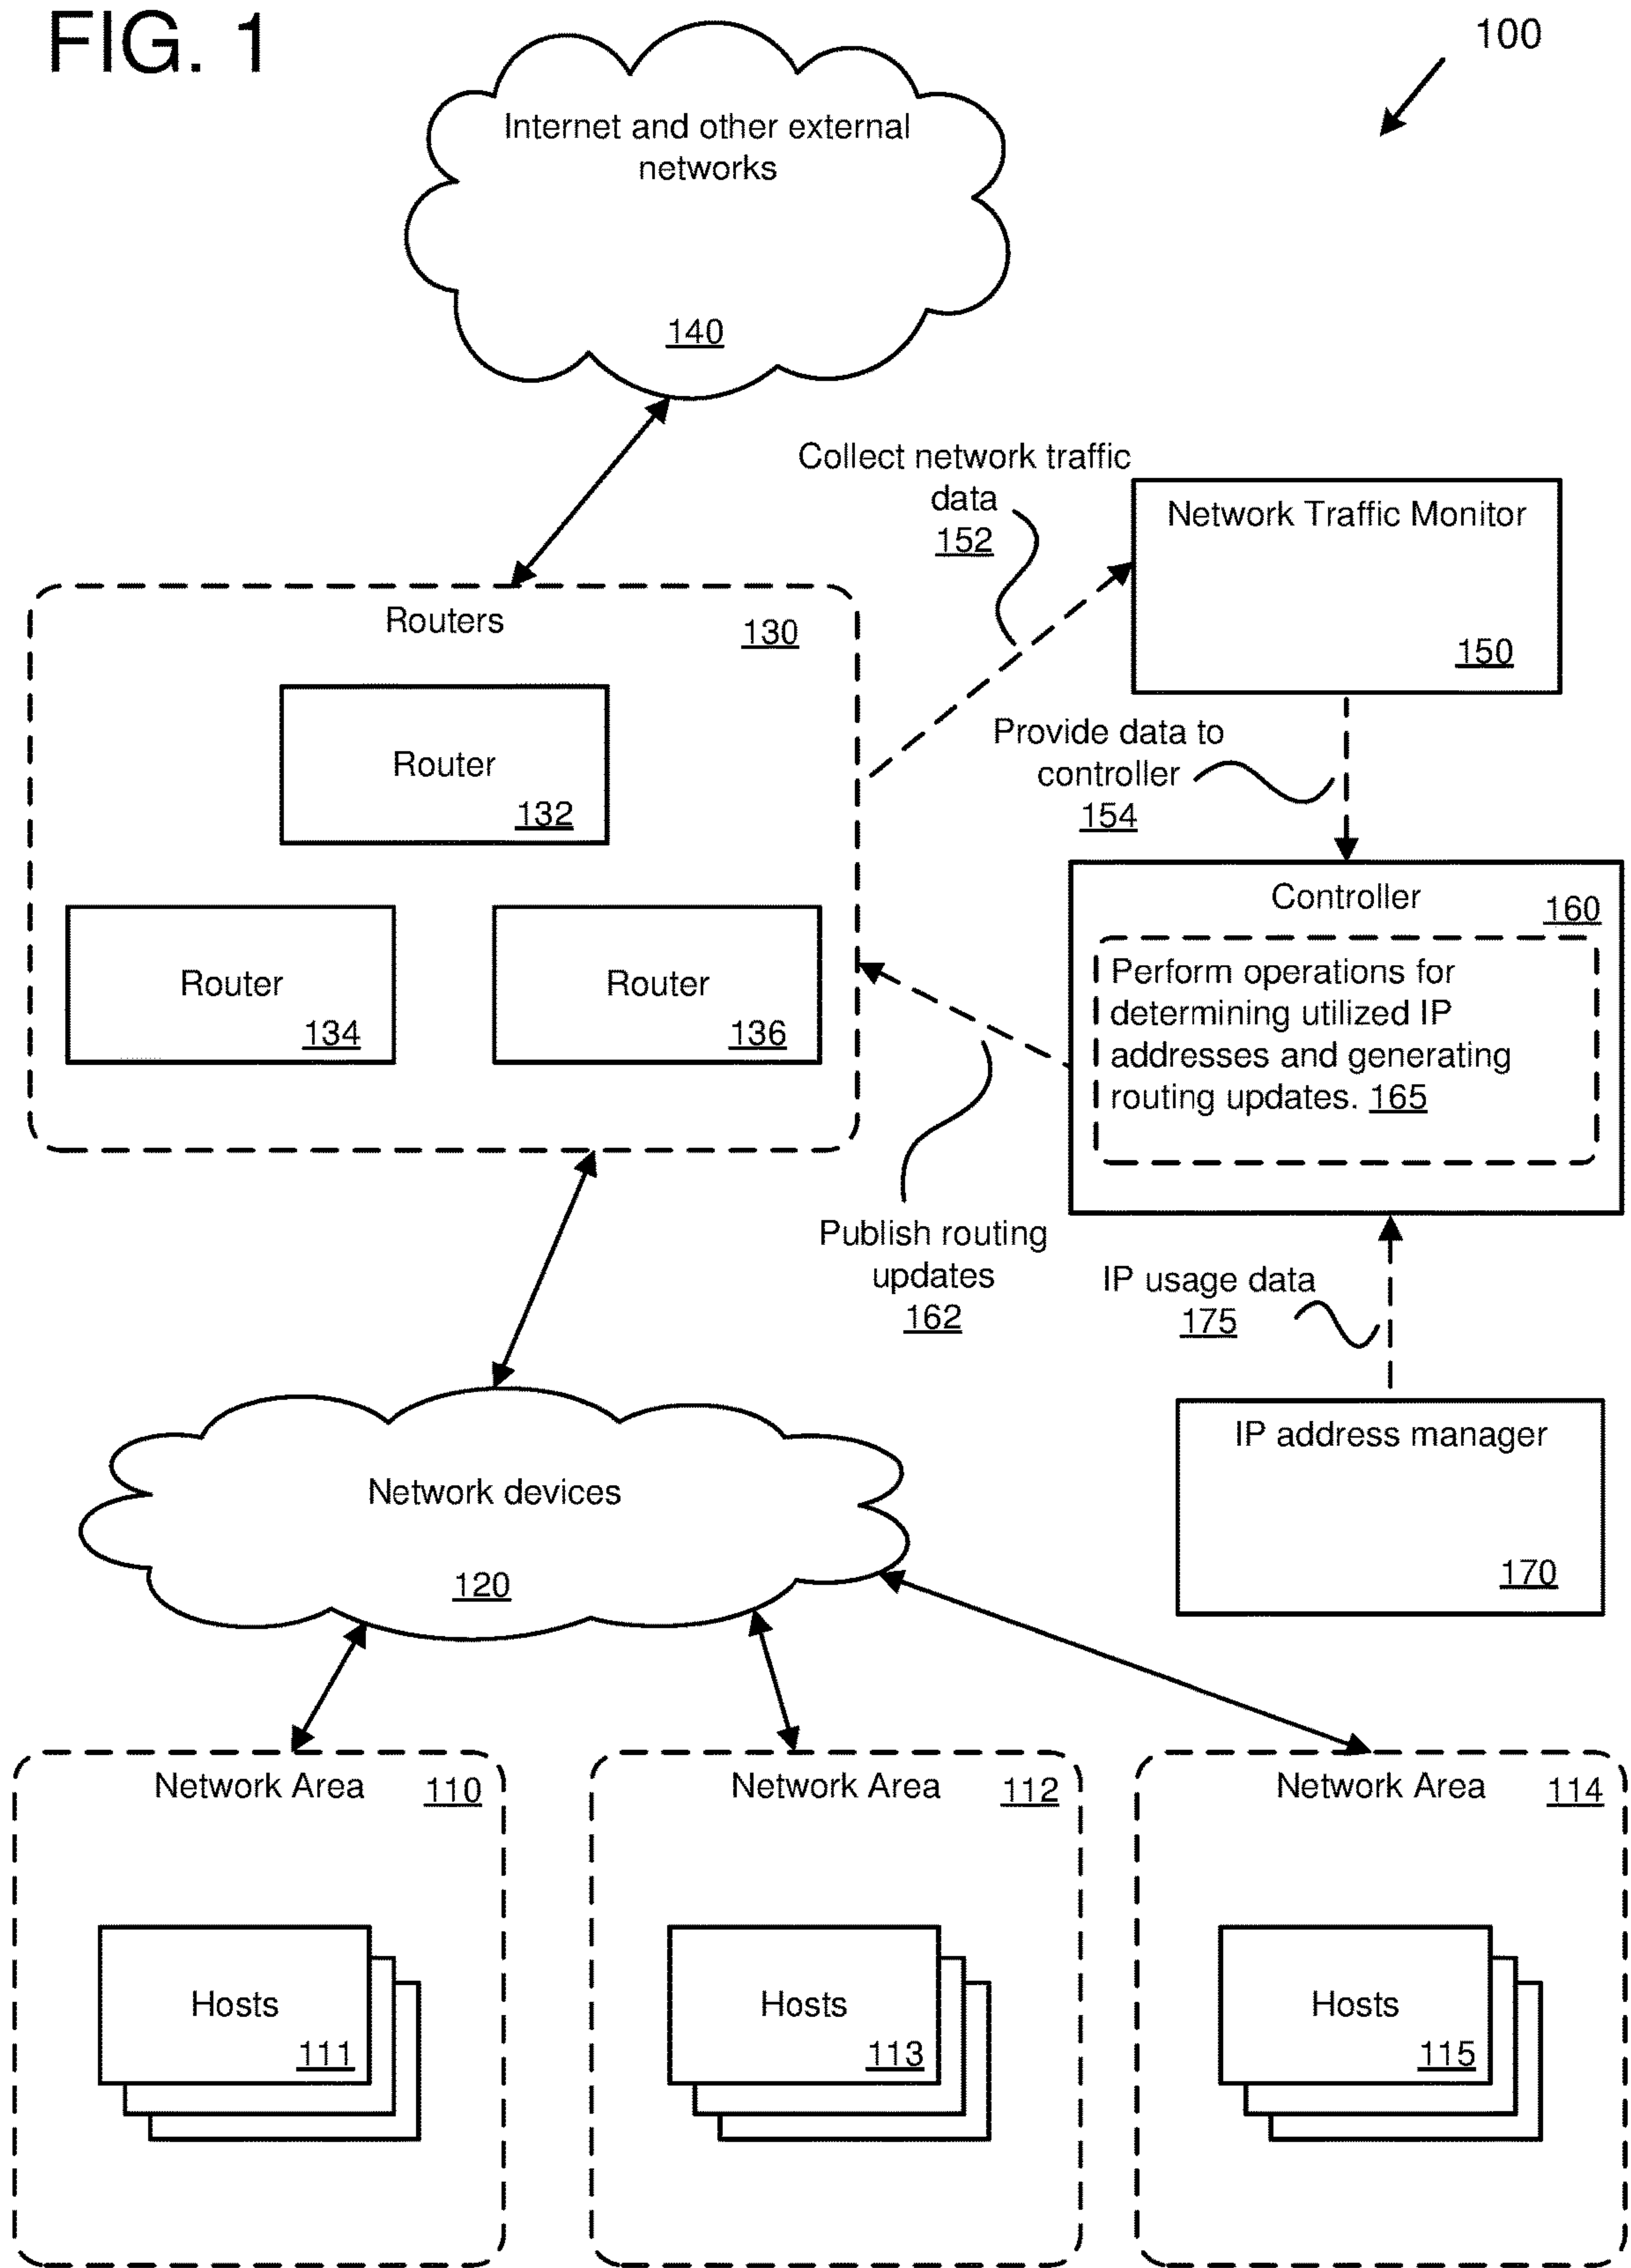 FIG. 1
100
Internet and other external
networks
140
Collect network traffic
data
152
Network Traffic Monitor
150
Routers
130
Router
132
Router
134
Router
136
Provide data to
controller
154
Controller
160
Perform operations for
determining utilized IP
addresses and generating
routing updates. 165
Publish routing
updates
162
IP usage data
175
IP address manager
170
Network devices
120
Network Area
110
Hosts
111
Network Area
112
Hosts
113
Network Area
114
Hosts
115